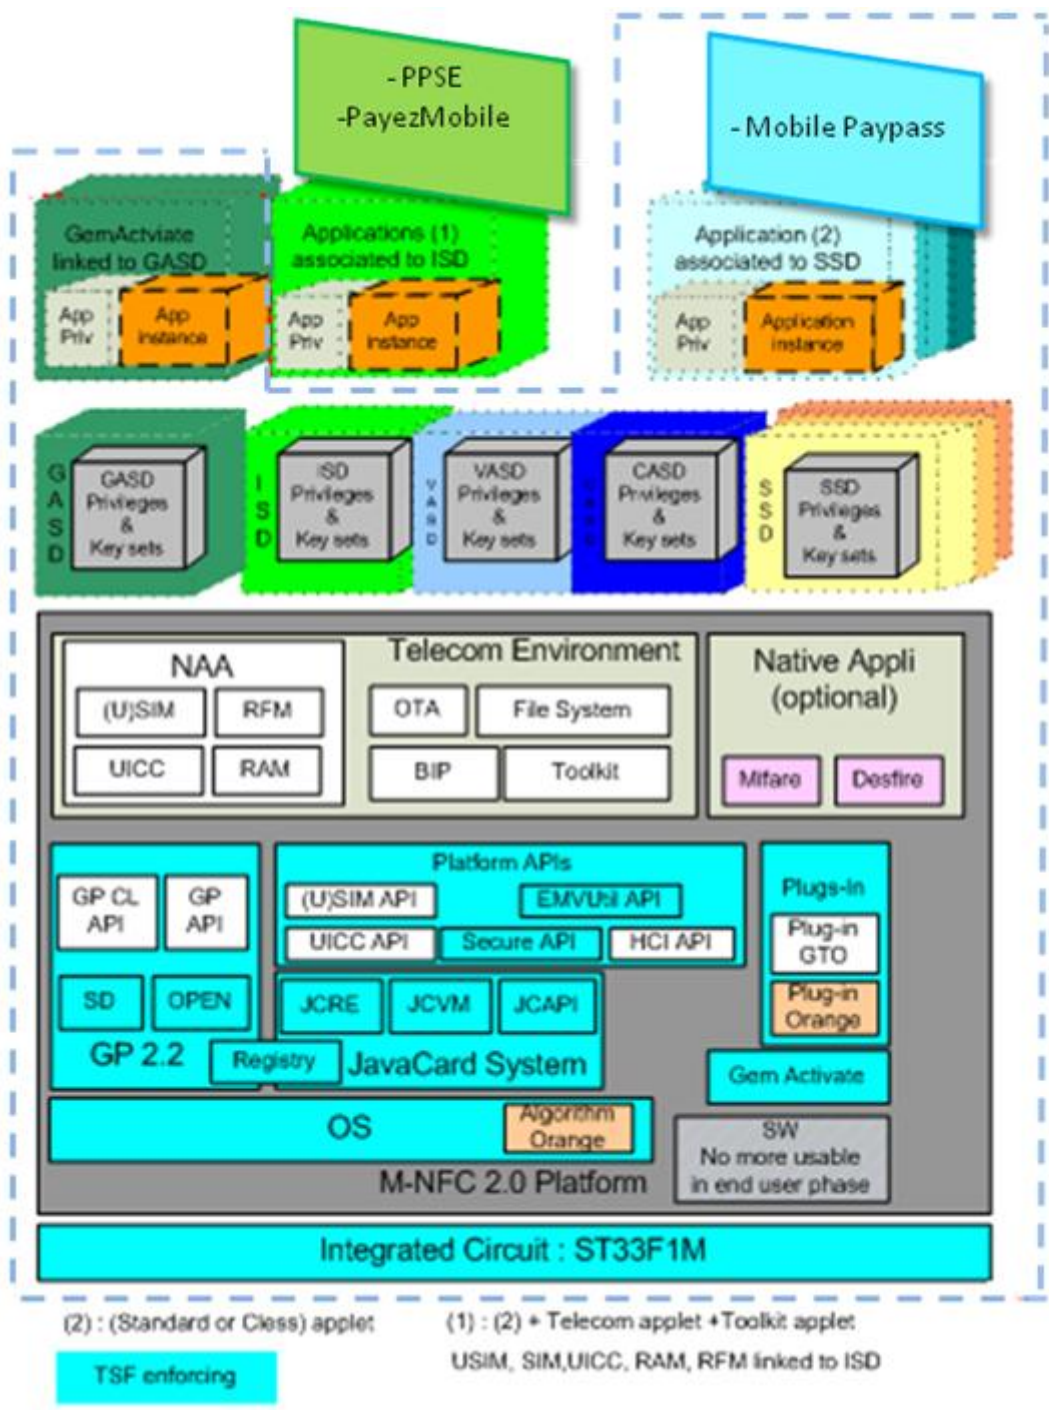 - PPSE
-PayezMobile
- Mobile Paypass
GemActviate
linked to GASD
App
Priv
App
instance
Applications (1)
associated to ISD
App
Priv
App
instance
Application (2)
associated to SSD
App
Priv
Application
instance
GASD
GASD
Privileges
&
Key sets
ISD
ISD
Privileges
&
Key sets
VASD
VASD
Privileges
&
Key sets
CASD
Privileges
&
Key sets
SSD
SSD
Privileges
&
Key sets
NAA
(U)SIM
RFM
UICC
RAM
Telecom Environment
OTA
File System
BIP
Toolkit
Native Appli
(optional)
Mifare
Desfire
GP CL
API
GP
API
SD
OPEN
GP 2.2
Registry
Platform APIs
(U)SIM API
EMVUtil API
UICC API
Secure API
HCI API
JCRE
JCVM
JCAPI
JavaCard System
Plugs-In
Plug-in
GTO
Plug-in
Orange
Gem Activate
OS
Algorithm
Orange
SW
No more usable
in end user phase
M-NFC 2.0 Platform
Integrated Circuit : ST33F1M
(2) : (Standard or Cless) applet
(1) : (2) + Telecom applet +Toolkit applet
USIM, SIM,UICC, RAM, RFM linked to ISD
TSF enforcing